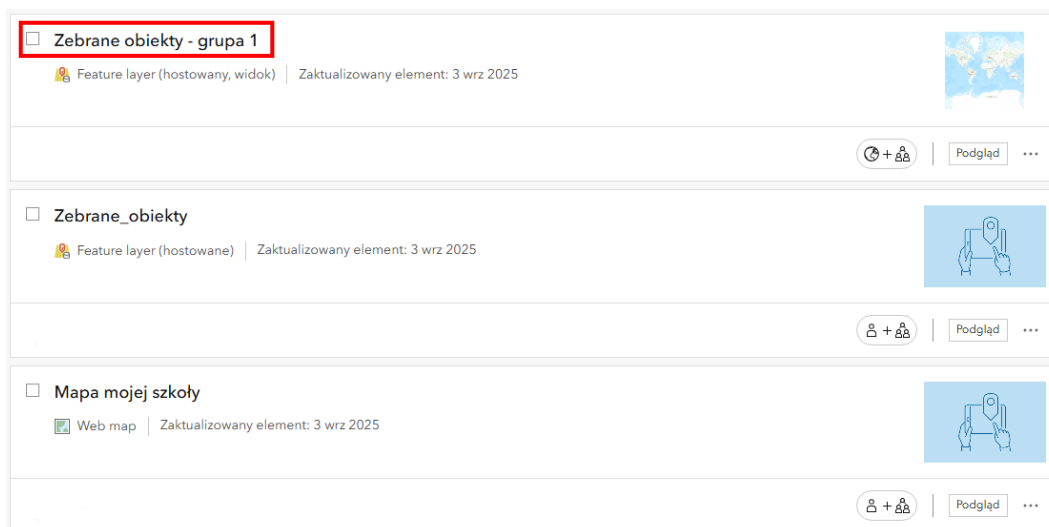 Zebrane obiekty - grupa 1
Feature layer (hostowany, widok) Zaktualizowany element: 3 wrz 2025
Podgląd
Zebrane_obiekty
Feature layer (hostowane) Zaktualizowany element: 3 wrz 2025
Podgląd
Mapa mojej szkoły
Web map Zaktualizowany element: 3 wrz 2025
Podgląd